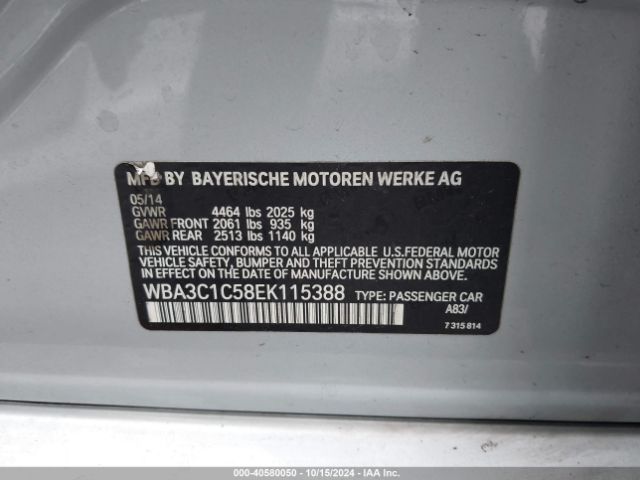 MFD BY BAYERISCHE MOTOREN WERKE AG
05/14
GVWR 4464 lbs 2025 kg
GAWR FRONT 2061 lbs 935 kg
GAWR REAR 2513 lbs 1140 kg
THIS VEHICLE CONFORMS TO ALL APPLICABLE U.S.FEDERAL MOTOR
VEHICLE SAFETY, BUMPER AND THEFT PREVENTION STANDARDS
IN EFFECT ON THE DATE OF MANUFACTURE SHOWN ABOVE.
WBA3C1C58EK115388 TYPE: PASSENGER CAR
A83/
7 315 814
000-40580050 - 10/15/2024 - IAA Inc.